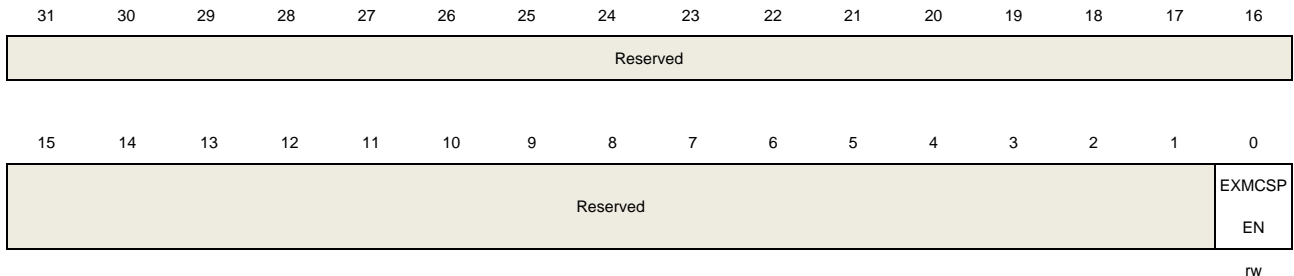 31 30 29 28 27 26 25 24 23 22 21 20 19 18 17 16
Reserved
15 14 13 12 11 10 9 8 7 6 5 4 3 2 1 0
Reserved
EXMCSP
EN
rw